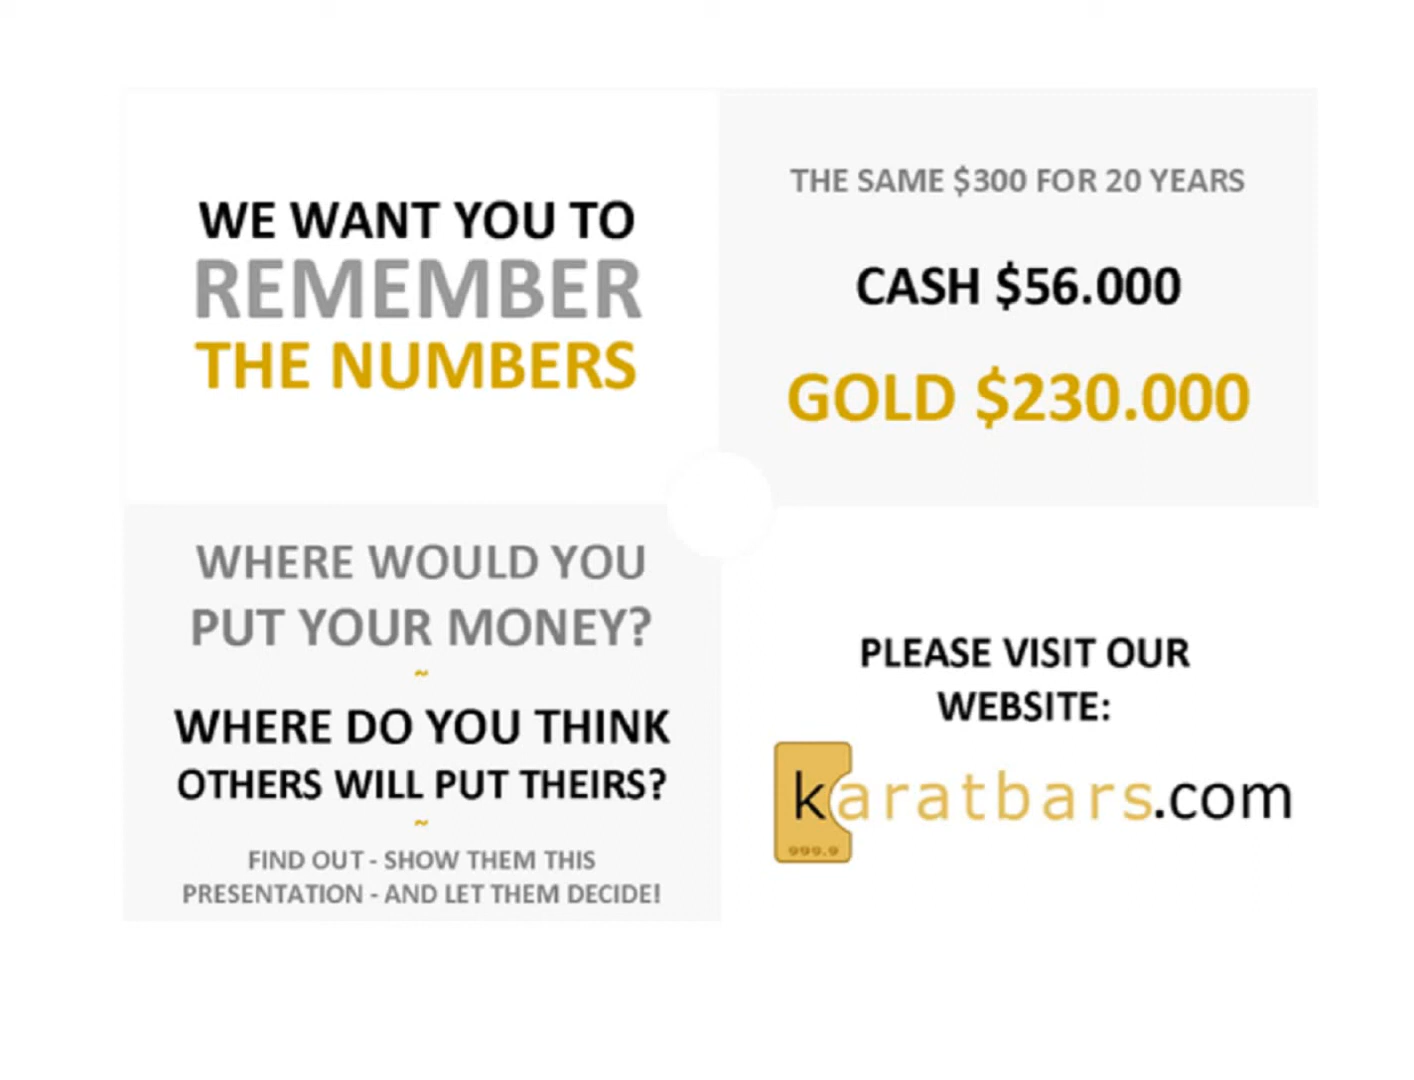 WE WANT YOU TO
REMEMBER
THE NUMBERS
THE SAME $300 FOR 20 YEARS
CASH $56.000
GOLD $230.000
WHERE WOULD YOU
PUT YOUR MONEY?
~
WHERE DO YOU THINK
OTHERS WILL PUT THEIRS?
~
FIND OUT - SHOW THEM THIS
PRESENTATION - AND LET THEM DECIDE!
PLEASE VISIT OUR
WEBSITE:
karatbars.com
999.9